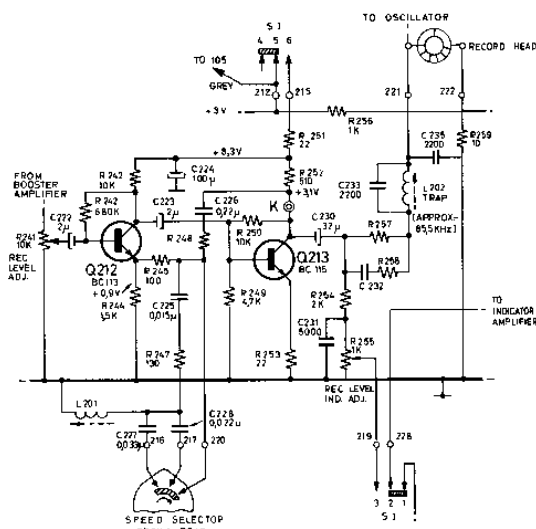 TO OSCILLATOR
S J
4 5 6
RECORD HEAD
TO 105
GREY
212
215
221
222
+9V
R 256
1K
R 251
22
C 235
2200
R 259
10
+8,3V
R 242
10K
C 224
100µ
R 252
510
+3,1V
FROM
BOOSTER
AMPLIFIER
R 242
680K
C 223
2µ
C 226
0,22µ
K
C 233
2200
L 202
TRAP
C 222
2µ
C 230
32µ
[APPROX-
85,5KHz]
R 241
10K
R 248
R 250
10K
R 257
REC LEVEL
ADJ.
Q212
BC 113
+0,9V
Q213
BC 115
R 258
C 232
R 245
100
R 254
2K
TO
INDICATOR
AMPLIFIER
R 244
1,5K
C 225
0,015µ
R 249
4,7K
C 231
5000
R 255
1K
R 247
130
R 253
22
REC LEVEL
IND. ADJ.
L 201
C 228
0,022µ
C 227
0,033µ
216
217
220
219
228
3 2 1
S J
SPEED SELECTOR